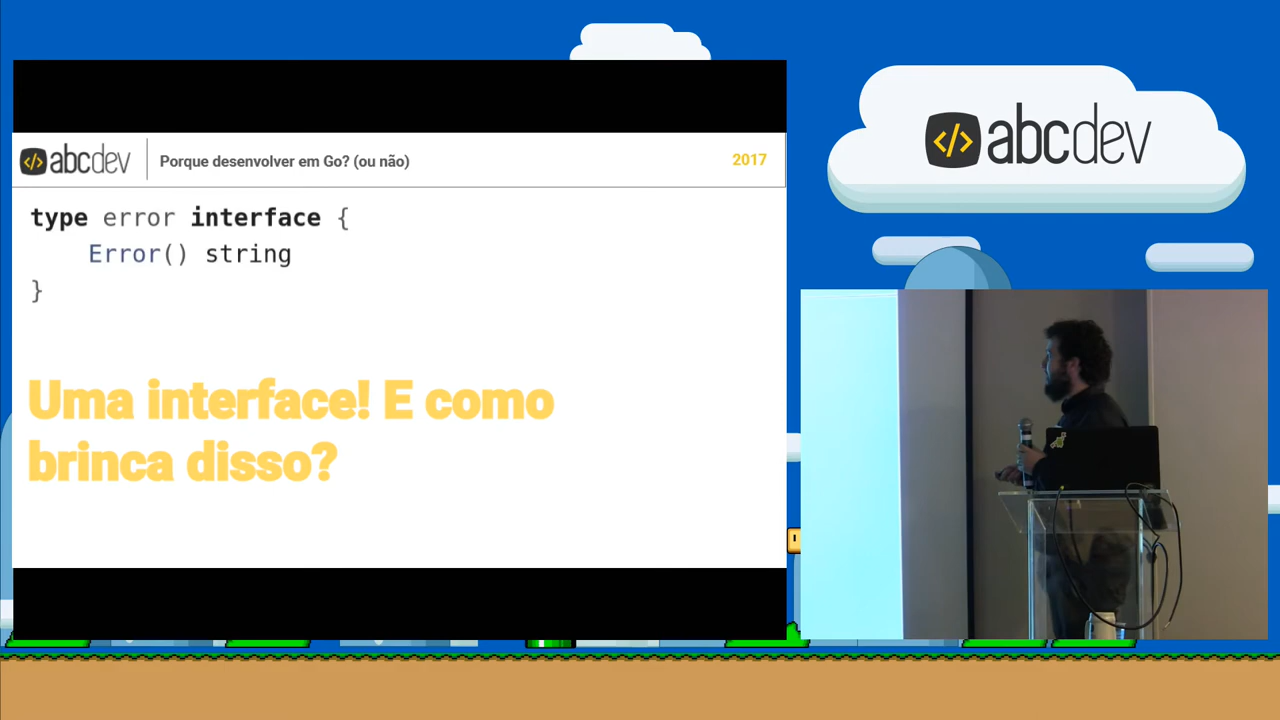 </> abcdev
Porque desenvolver em Go? (ou não)
2017
type error interface {
    Error() string
}
Uma interface! E como
brinca disso?
</> abcdev